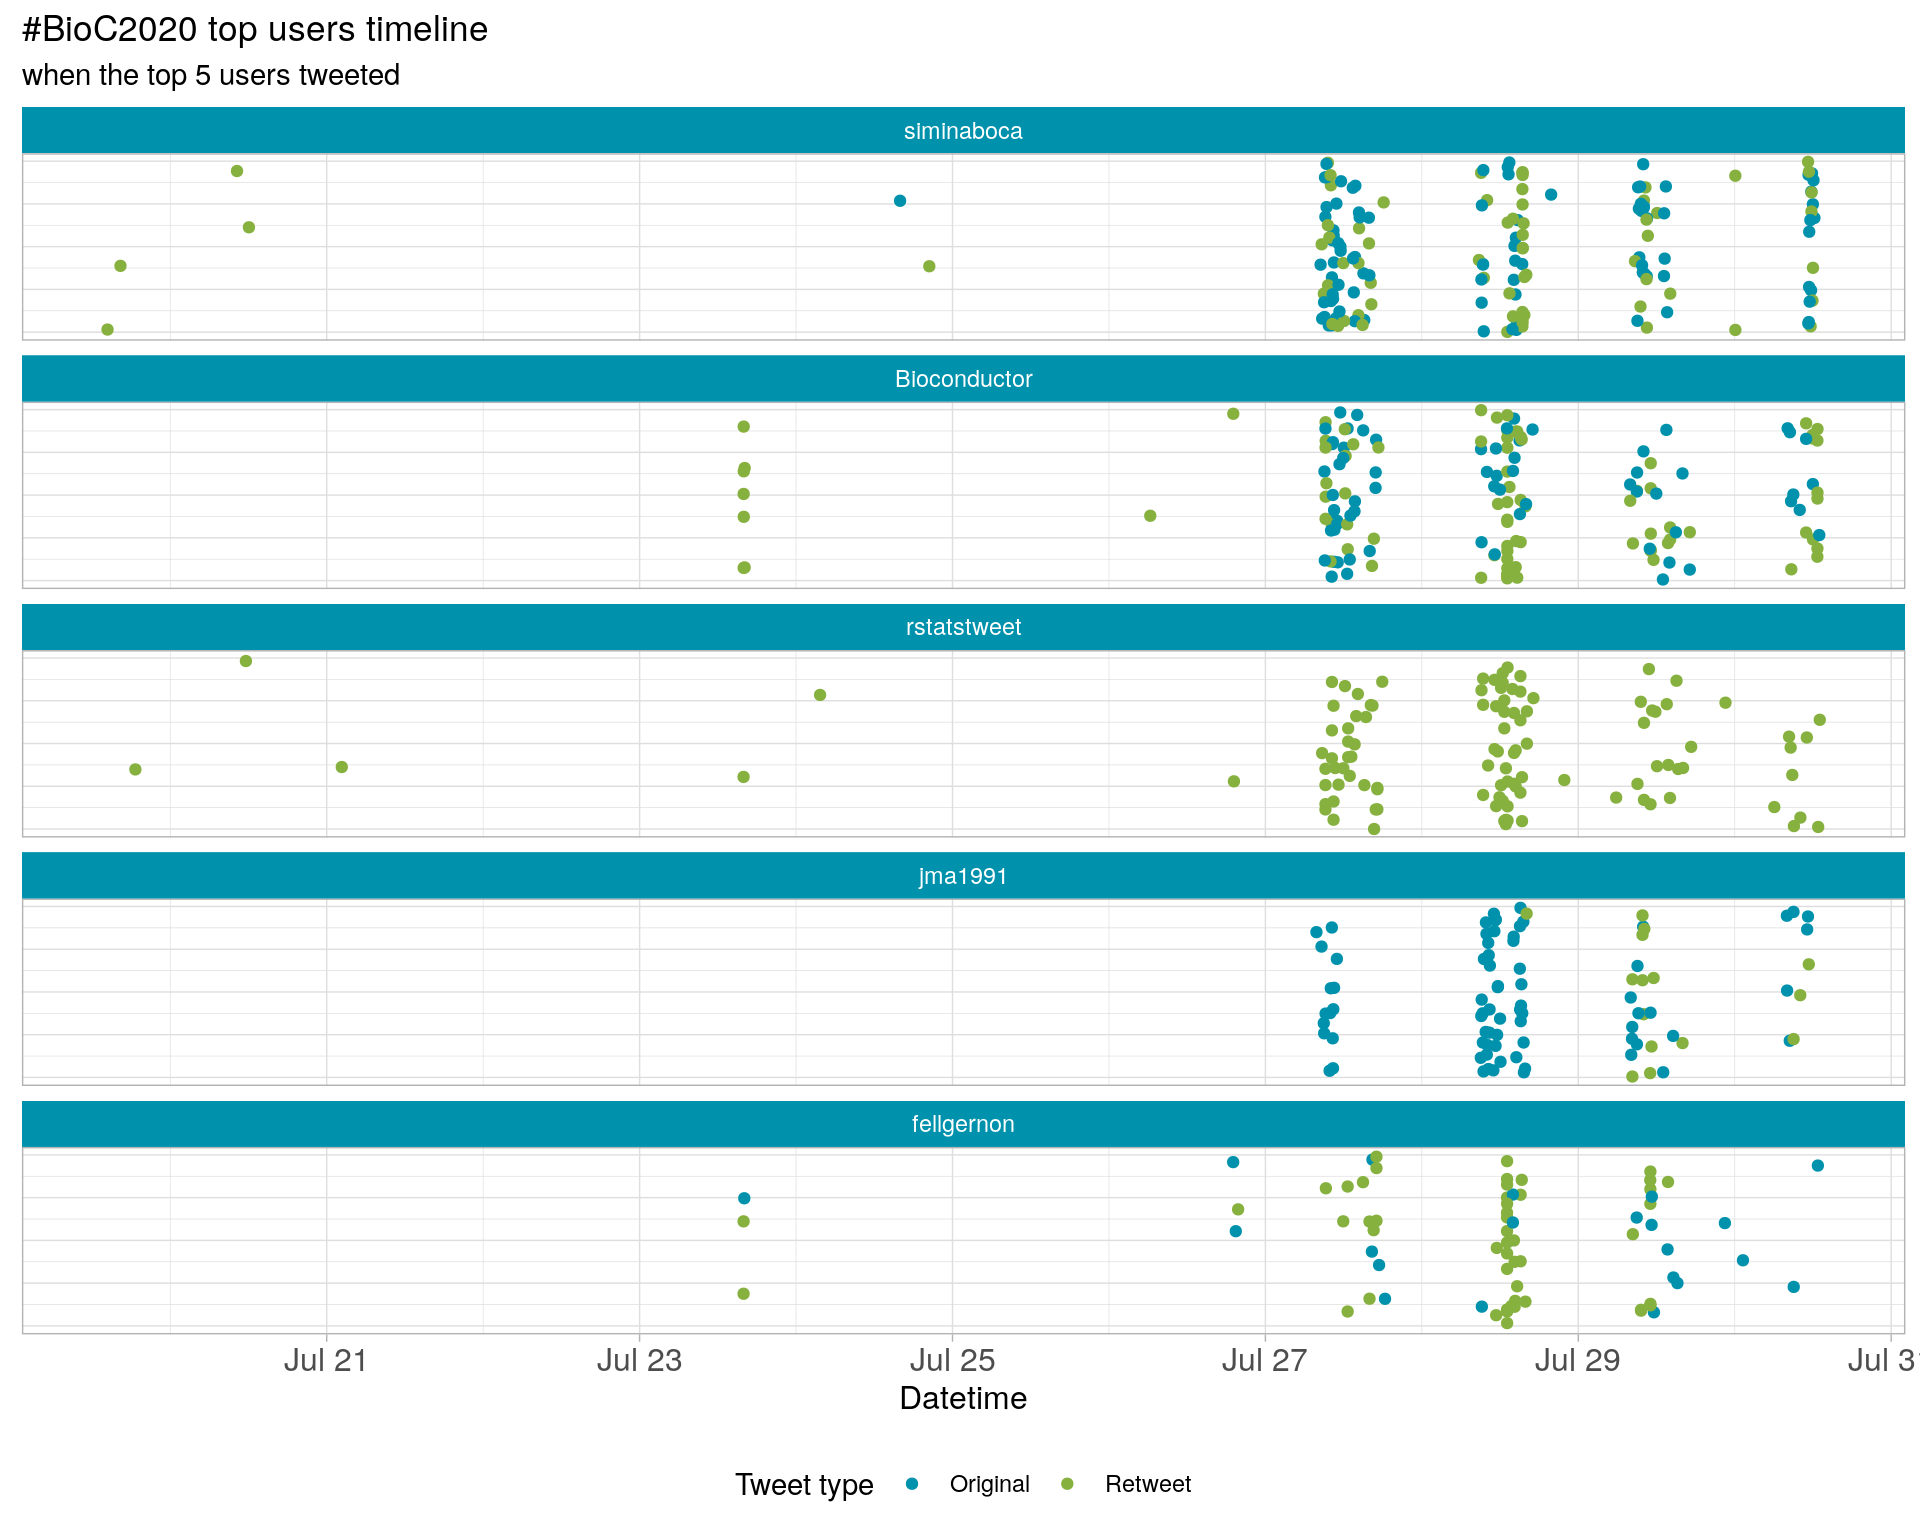 #BioC2020 top users timeline
when the top 5 users tweeted
siminaboca
Bioconductor
rstatstweet
jma1991
fellgernon
Jul 21 Jul 23 Jul 25 Jul 27 Jul 29 Jul 31
Datetime
Tweet type Original Retweet